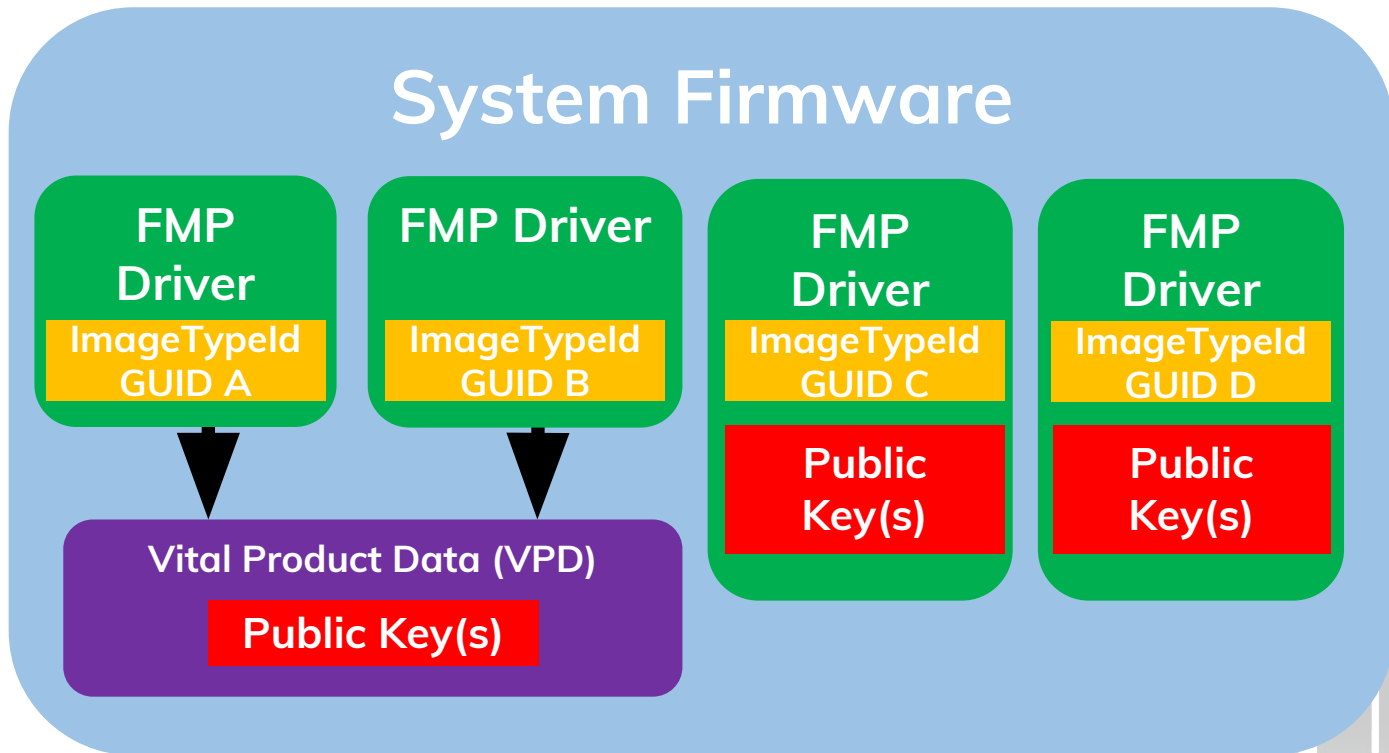 System Firmware
FMP
Driver
ImageTypeId
GUID A
FMP Driver
ImageTypeId
GUID B
FMP
Driver
ImageTypeId
GUID C
Public
Key(s)
FMP
Driver
ImageTypeId
GUID D
Public
Key(s)
Vital Product Data (VPD)
Public Key(s)